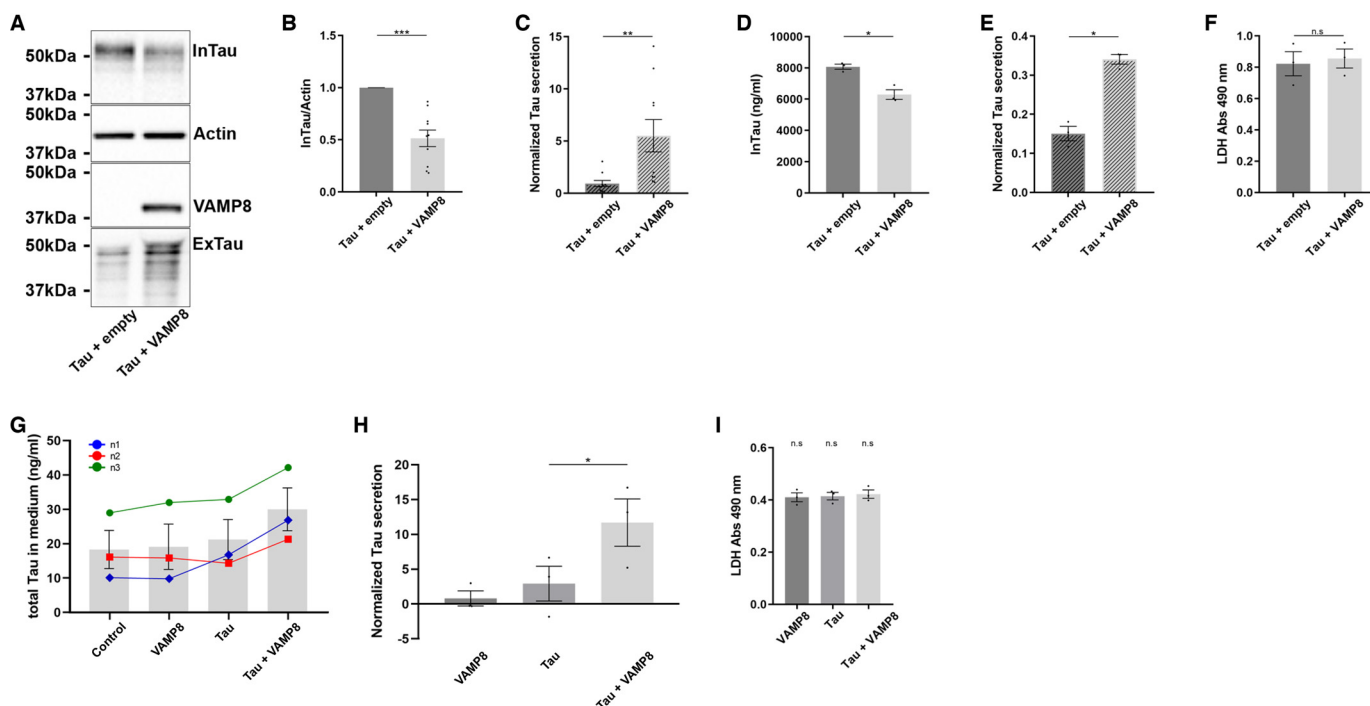 A
50kDa
37kDa
50kDa
37kDa
50kDa
37kDa
50kDa
37kDa
InTau
Actin
VAMP8
ExTau
Tau + empty
Tau + VAMP8
B
InTau/Actin
1.5
1.0
0.5
0.0
***
Tau + empty
Tau + VAMP8
C
Normalized Tau secretion
15
10
5
0
**
Tau + empty
Tau + VAMP8
D
InTau (ng/ml)
10000
8000
6000
4000
2000
0
*
Tau + empty
Tau + VAMP8
E
Normalized Tau secretion
0.4
0.3
0.2
0.1
0.0
*
Tau + empty
Tau + VAMP8
F
LDH Abs 490 nm
1.0
0.8
0.6
0.4
0.2
0.0
n.s
Tau + empty
Tau + VAMP8
G
total Tau in medium (ng/ml)
50
40
30
20
10
0
n1
n2
n3
Control
VAMP8
Tau
Tau + VAMP8
H
Normalized Tau secretion
20
15
10
5
0
-5
*
VAMP8
Tau
Tau + VAMP8
I
LDH Abs 490 nm
0.6
0.4
0.2
0.0
n.s n.s n.s
VAMP8
Tau
Tau + VAMP8